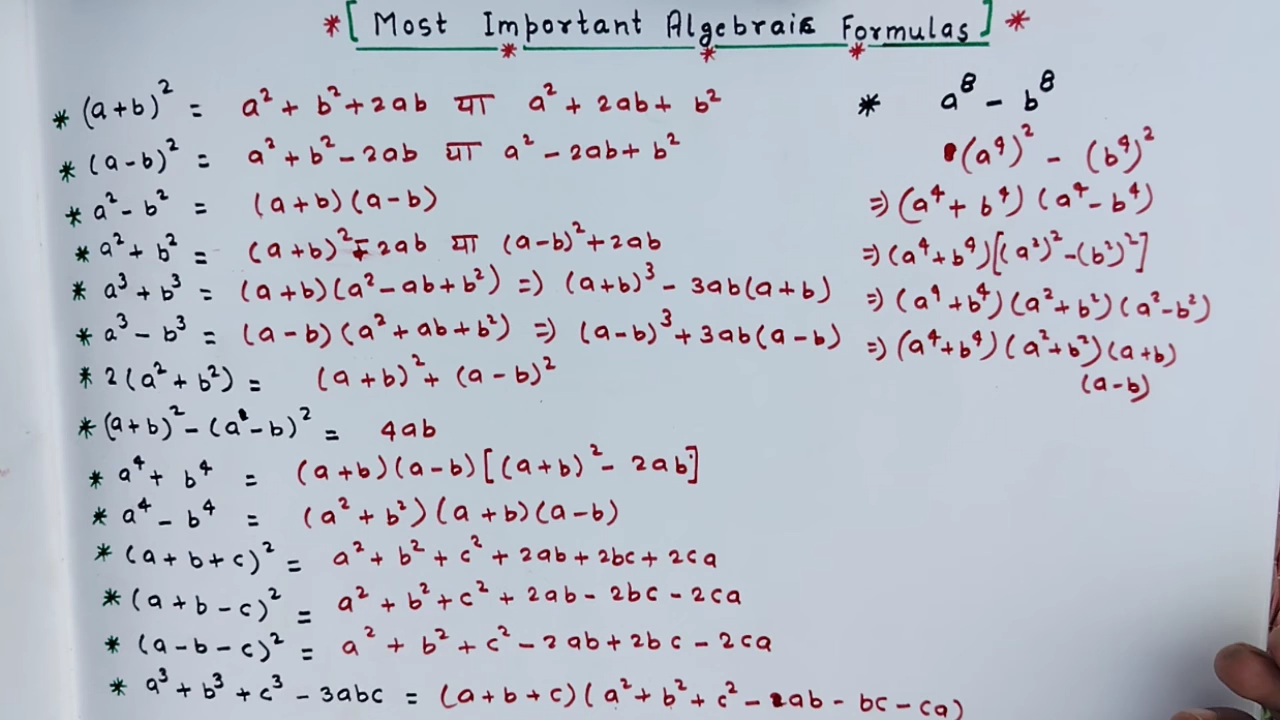 *[ Most Important Algebraic Formulas ]*
* (a+b)² = a² + b² + 2ab या a² + 2ab + b²
* (a-b)² = a² + b² - 2ab या a² - 2ab + b²
* a² - b² = (a+b)(a-b)
* a² + b² = (a+b)² - 2ab या (a-b)² + 2ab
* a³ + b³ = (a+b)(a² - ab + b²) => (a+b)³ - 3ab(a+b)
* a³ - b³ = (a-b)(a² + ab + b²) => (a-b)³ + 3ab(a-b)
* 2(a² + b²) = (a+b)² + (a-b)²
* (a+b)² - (a-b)² = 4ab
* a⁴ + b⁴ = (a+b)(a-b)[(a+b)² - 2ab]
* a⁴ - b⁴ = (a² + b²)(a+b)(a-b)
* (a+b+c)² = a² + b² + c² + 2ab + 2bc + 2ca
* (a+b-c)² = a² + b² + c² + 2ab - 2bc - 2ca
* (a-b-c)² = a² + b² + c² - 2ab + 2bc - 2ca
* a³ + b³ + c³ - 3abc = (a+b+c)(a² + b² + c² - ab - bc - ca)
* a⁸ - b⁸
(a⁴)² - (b⁴)²
=> (a⁴ + b⁴)(a⁴ - b⁴)
=> (a⁴ + b⁴)[(a²)² - (b²)²]
=> (a⁴ + b⁴)(a² + b²)(a² - b²)
=> (a⁴ + b⁴)(a² + b²)(a+b)
(a-b)